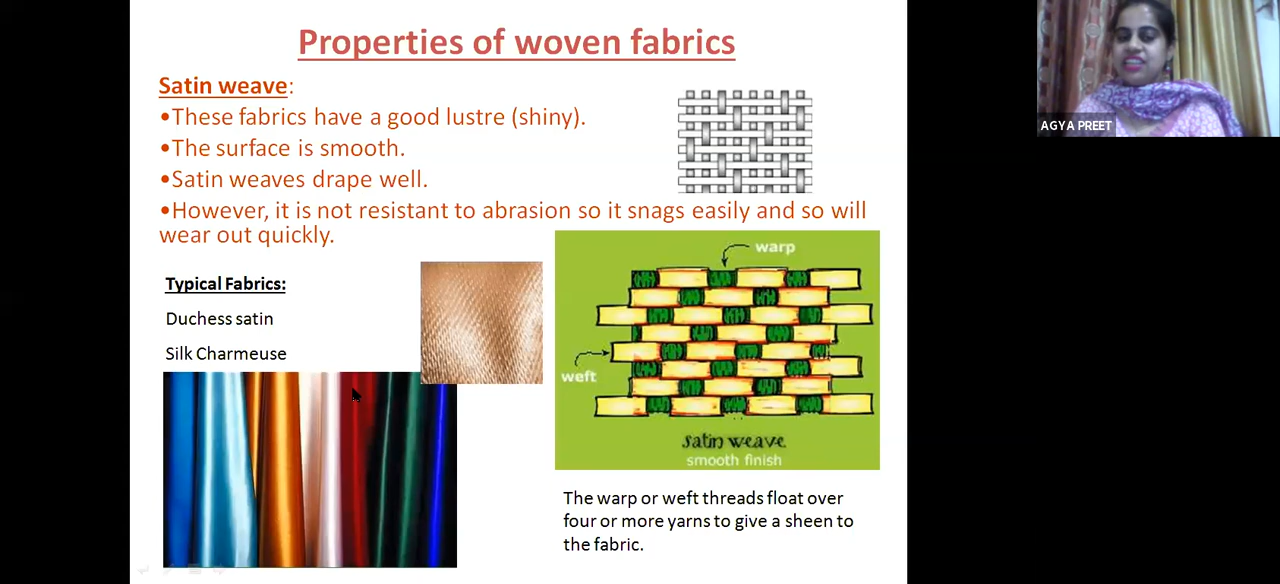 Properties of woven fabrics
Satin weave:
•These fabrics have a good lustre (shiny).
•The surface is smooth.
•Satin weaves drape well.
•However, it is not resistant to abrasion so it snags easily and so will
wear out quickly.
Typical Fabrics:
Duchess satin
Silk Charmeuse
warp
weft
satin weave
smooth finish
The warp or weft threads float over
four or more yarns to give a sheen to
the fabric.
AGYA PREET